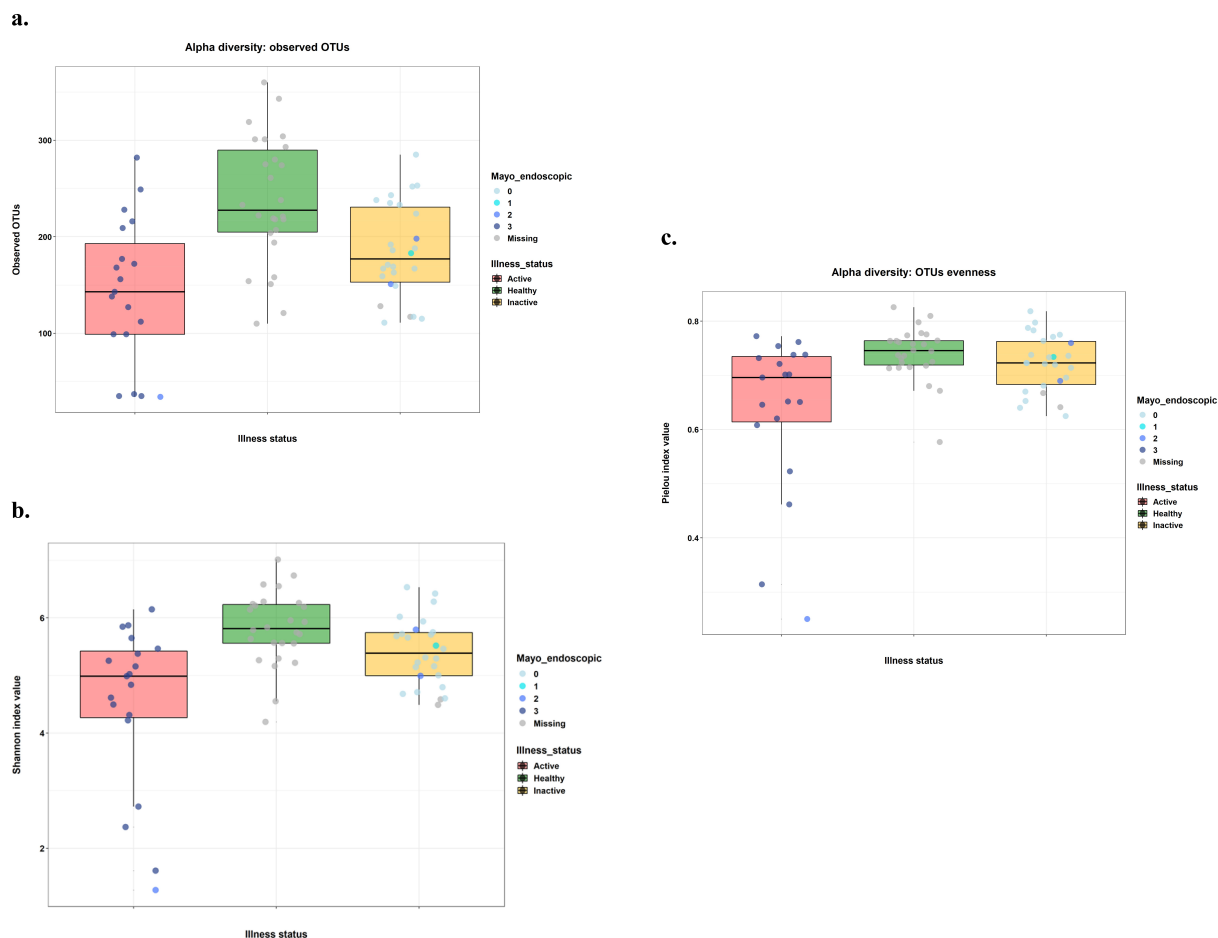 a.
Alpha diversity: observed OTUs
Observed OTUs
300
200
100
Illness status
Mayo_endoscopic
0
1
2
3
Missing
Illness_status
Active
Healthy
Inactive
b.
Shannon index value
6
4
2
Illness status
Mayo_endoscopic
0
1
2
3
Missing
Illness_status
Active
Healthy
Inactive
c.
Alpha diversity: OTUs evenness
Pielou index value
0.8
0.6
0.4
Illness status
Mayo_endoscopic
0
1
2
3
Missing
Illness_status
Active
Healthy
Inactive